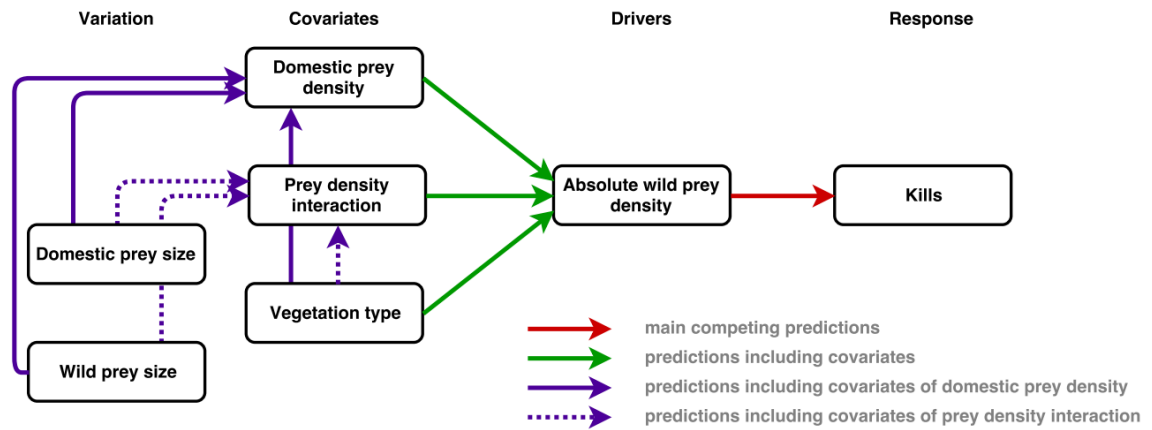 Variation
Covariates
Drivers
Response
Domestic prey
density
Prey density
interaction
Absolute wild prey
density
Kills
Domestic prey size
Vegetation type
Wild prey size
main competing predictions
predictions including covariates
predictions including covariates of domestic prey density
predictions including covariates of prey density interaction